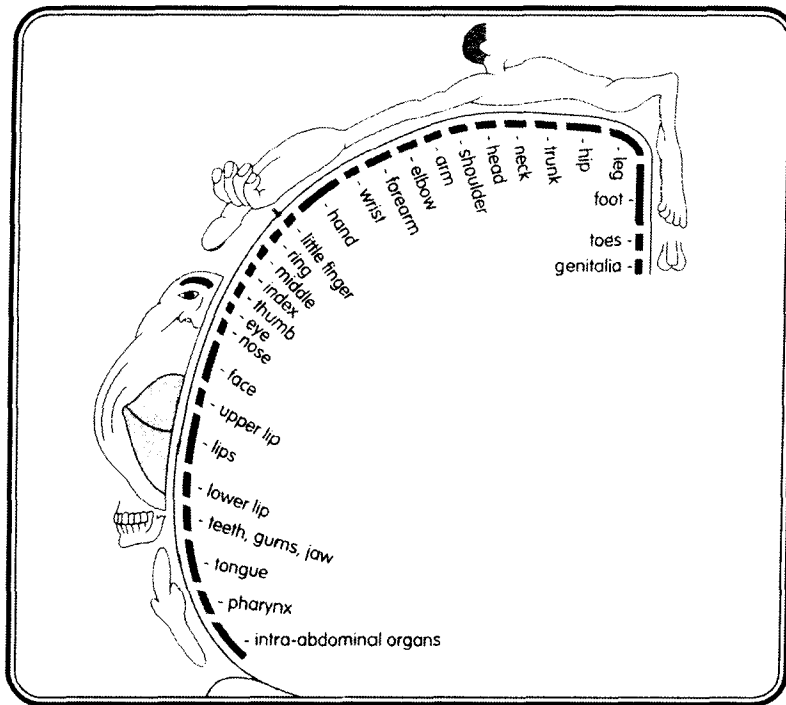 leg
hip
trunk
neck
head
shoulder
arm
elbow
forearm
wrist
hand
little finger
ring
middle
index
thumb
eye
nose
face
upper lip
lips
lower lip
teeth, gums, jaw
tongue
pharynx
intra-abdominal organs
foot
toes
genitalia